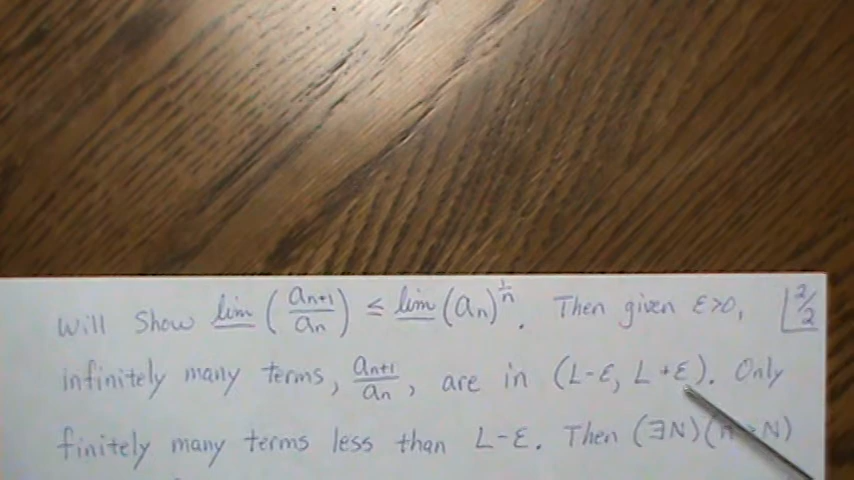 Will Show lim (aₙ₊₁/aₙ) ≤ lim (aₙ)^(1/n). Then given ε>0, 2/2
infinitely many terms, aₙ₊₁/aₙ, are in (L-ε, L+ε). Only
finitely many terms less than L-ε. Then (∃N)(n>N)